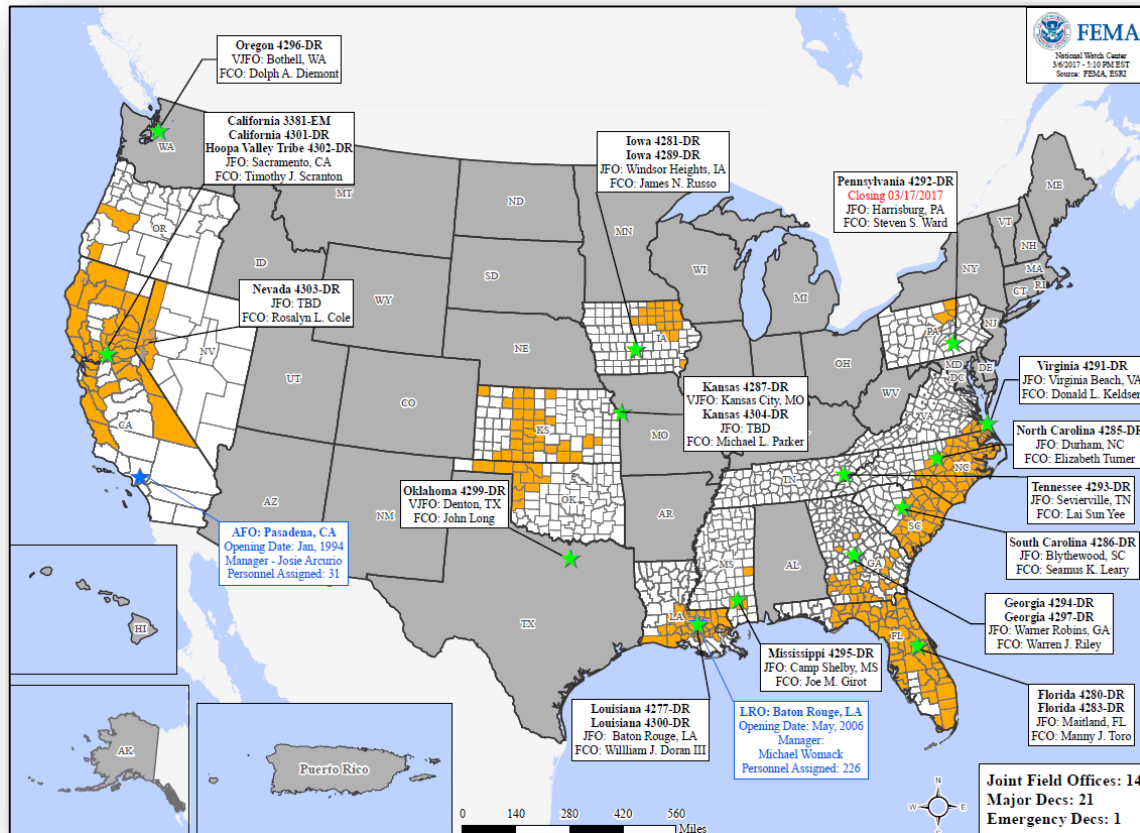 FEMA
National Watch Center
3/6/2017 - 5:10 PM EST
Source: FEMA, ESRI
Oregon 4296-DR
VJFO: Bothell, WA
FCO: Dolph A. Diemont
California 3381-EM
California 4301-DR
Hoopa Valley Tribe 4302-DR
JFO: Sacramento, CA
FCO: Timothy J. Scranton
Nevada 4303-DR
JFO: TBD
FCO: Rosalyn L. Cole
Iowa 4281-DR
Iowa 4289-DR
JFO: Windsor Heights, IA
FCO: James N. Russo
Pennsylvania 4292-DR
Closing 03/17/2017
JFO: Harrisburg, PA
FCO: Steven S. Ward
Kansas 4287-DR
VJFO: Kansas City, MO
Kansas 4304-DR
JFO: TBD
FCO: Michael L. Parker
Virginia 4291-DR
JFO: Virginia Beach, VA
FCO: Donald L. Keldsen
North Carolina 4285-DR
JFO: Durham, NC
FCO: Elizabeth Turner
Tennessee 4293-DR
JFO: Sevierville, TN
FCO: Lai Sun Yee
South Carolina 4286-DR
JFO: Blythewood, SC
FCO: Seamus K. Leary
Georgia 4294-DR
Georgia 4297-DR
JFO: Warner Robins, GA
FCO: Warren J. Riley
Florida 4280-DR
Florida 4283-DR
JFO: Maitland, FL
FCO: Manny J. Toro
Oklahoma 4299-DR
VJFO: Denton, TX
FCO: John Long
AFO: Pasadena, CA
Opening Date: Jan, 1994
Manager - Josie Arcurio
Personnel Assigned: 31
Mississippi 4295-DR
JFO: Camp Shelby, MS
FCO: Joe M. Girot
Louisiana 4277-DR
Louisiana 4300-DR
JFO: Baton Rouge, LA
FCO: Willliam J. Doran III
LRO: Baton Rouge, LA
Opening Date: May, 2006
Manager:
Michael Womack
Personnel Assigned: 226
WA
OR
CA
NV
ID
MT
WY
UT
AZ
CO
NM
ND
SD
NE
KS
OK
TX
MN
IA
MO
AR
LA
WI
MI
OH
TN
MS
AL
GA
FL
SC
NC
VA
WV
PA
NY
NJ
MD
DC
DE
VT
NH
ME
MA
CT
RI
HI
AK
Puerto Rico
N
W
E
S
0 140 280 420 560
Miles
Joint Field Offices: 14
Major Decs: 21
Emergency Decs: 1